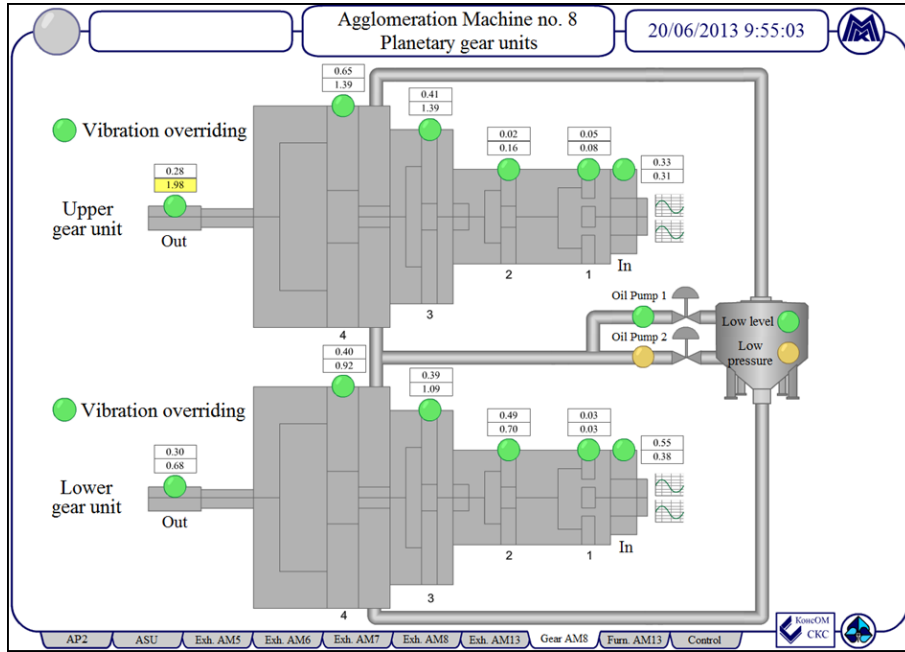 Agglomeration Machine no. 8
Planetary gear units
20/06/2013 9:55:03
0.65
1.39
0.41
1.39
0.02
0.16
0.05
0.08
0.33
0.31
Vibration overriding
0.28
1.98
Upper
gear unit
Out
In
2
1
3
4
Oil Pump 1
Oil Pump 2
Low level
Low
pressure
0.40
0.92
0.39
1.09
0.49
0.70
0.03
0.03
0.55
0.38
Vibration overriding
0.30
0.68
Lower
gear unit
Out
In
2
1
3
4
КонсОМ
СКС
AP2
ASU
Exh. AM5
Exh. AM6
Exh. AM7
Exh. AM8
Exh. AM13
Gear AM8
Furn. AM13
Control